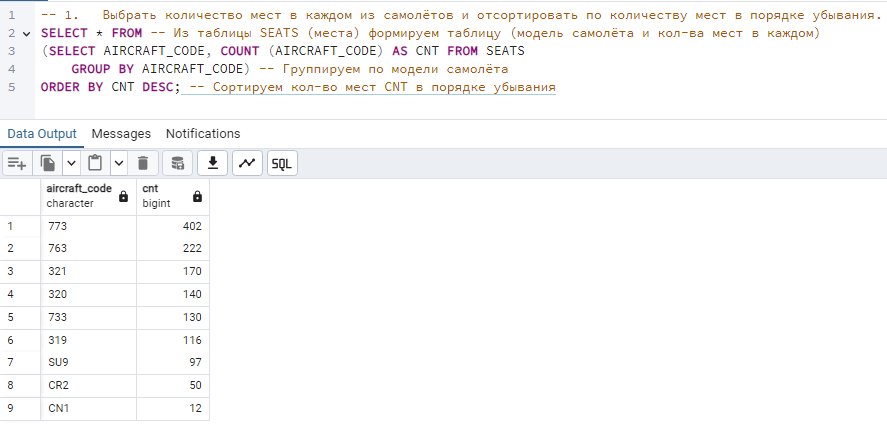 1 -- 1. Выбрать количество мест в каждом из самолётов и отсортировать по количеству мест в порядке убывания.
2 SELECT * FROM -- Из таблицы SEATS (места) формируем таблицу (модель самолёта и кол-ва мест в каждом)
3 (SELECT AIRCRAFT_CODE, COUNT (AIRCRAFT_CODE) AS CNT FROM SEATS
4 GROUP BY AIRCRAFT_CODE) -- Группируем по модели самолёта
5 ORDER BY CNT DESC; -- Сортируем кол-во мест CNT в порядке убывания
Data Output Messages Notifications
SQL
aircraft_code cnt
character bigint
1 773 402
2 763 222
3 321 170
4 320 140
5 733 130
6 319 116
7 SU9 97
8 CR2 50
9 CN1 12